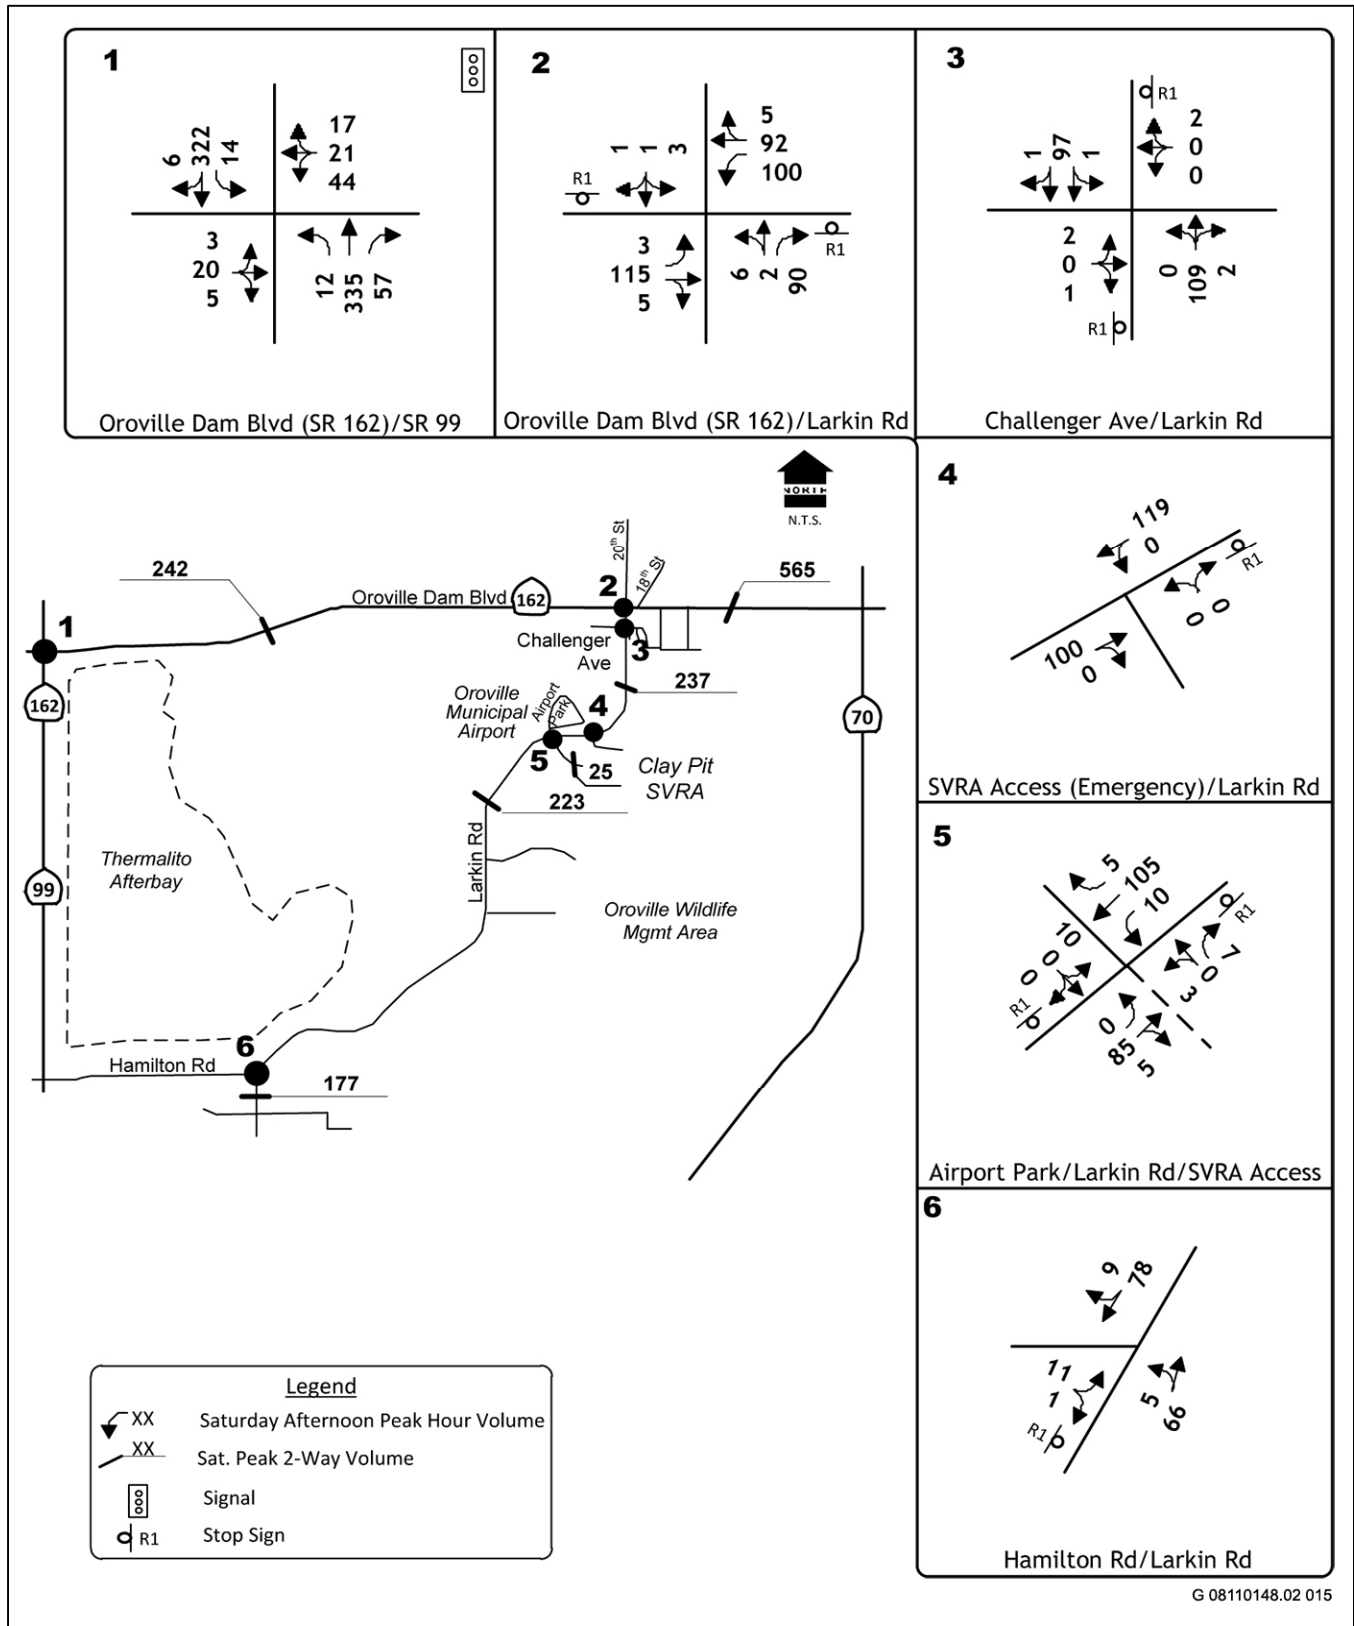 1
6
322
14
17
21
44
3
20
5
12
335
57
Oroville Dam Blvd (SR 162)/SR 99
2
R1
1
1
3
5
92
100
3
115
5
6
2
90
R1
Oroville Dam Blvd (SR 162)/Larkin Rd
3
R1
1
97
1
2
0
0
2
0
1
R1
0
109
2
Challenger Ave/Larkin Rd
4
119
0
R1
0
0
100
0
SVRA Access (Emergency)/Larkin Rd
5
5
105
10
R1
10
0
0
R1
7
0
3
0
85
5
Airport Park/Larkin Rd/SVRA Access
6
9
78
11
1
R1
5
66
Hamilton Rd/Larkin Rd
NORTH
N.T.S.
242
565
20th St
18th St
Oroville Dam Blvd
162
2
1
Challenger
Ave
3
237
162
Oroville
Municipal
Airport
Airport
Park
4
5
25
Clay Pit
SVRA
70
223
Larkin Rd
Thermalito
Afterbay
99
Oroville Wildlife
Mgmt Area
6
Hamilton Rd
177
Legend
XX Saturday Afternoon Peak Hour Volume
XX Sat. Peak 2-Way Volume
Signal
R1 Stop Sign
G 08110148.02 015